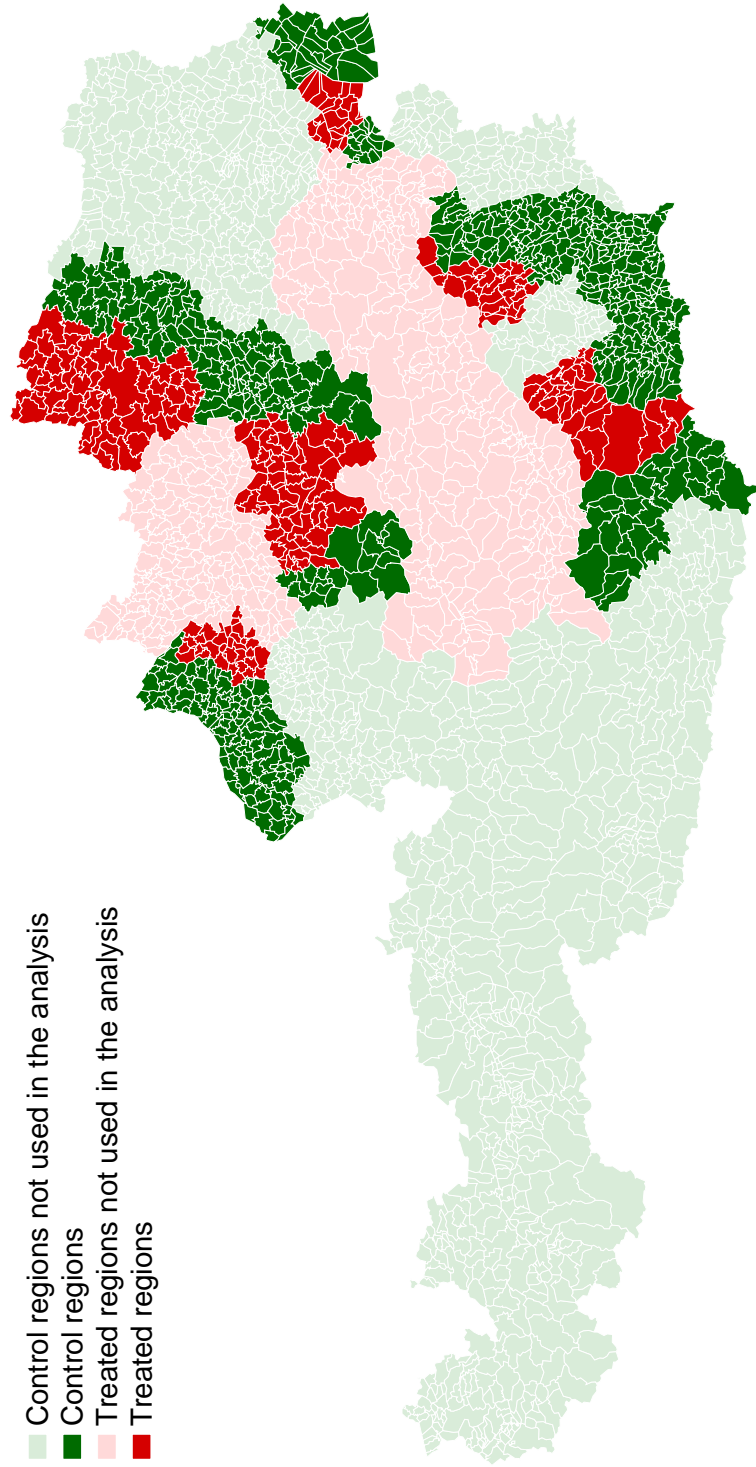 Control regions not used in the analysis
Control regions
Treated regions not used in the analysis
Treated regions